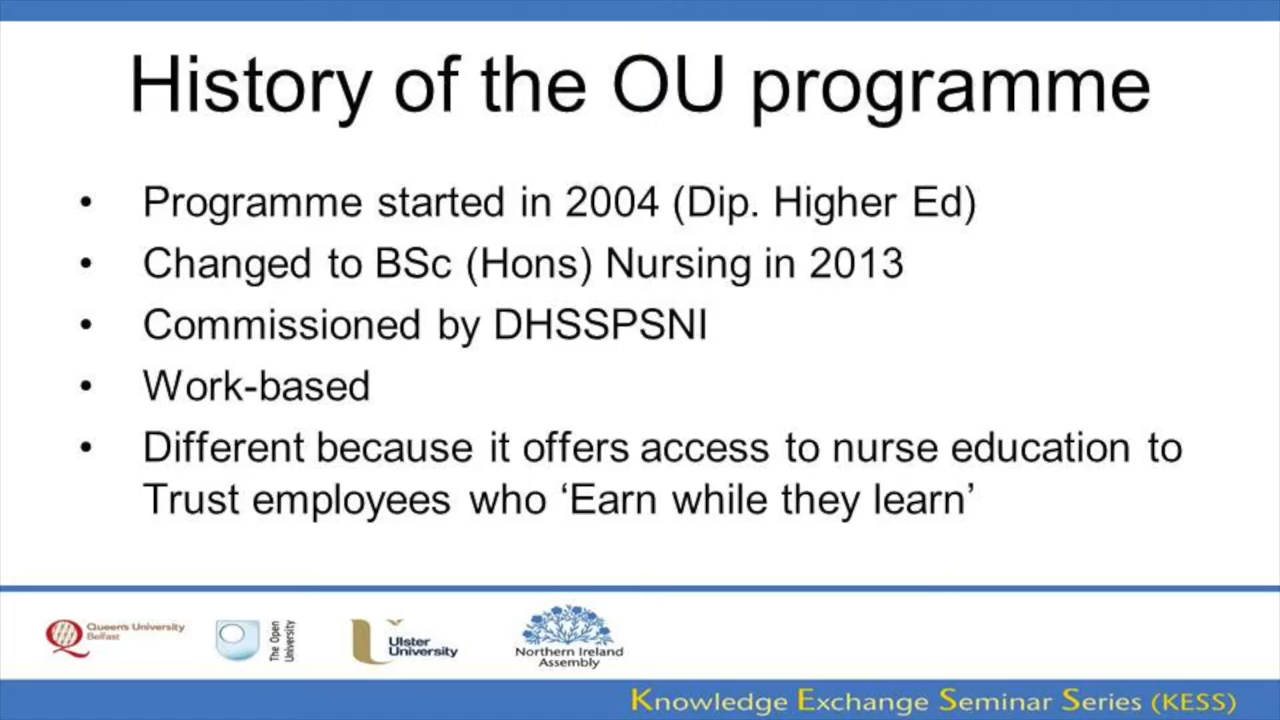 History of the OU programme
• Programme started in 2004 (Dip. Higher Ed)
• Changed to BSc (Hons) Nursing in 2013
• Commissioned by DHSSPSNI
• Work-based
• Different because it offers access to nurse education to
Trust employees who ‘Earn while they learn’
Queen's University
Belfast
The Open
University
Ulster
University
Northern Ireland
Assembly
Knowledge Exchange Seminar Series (KESS)